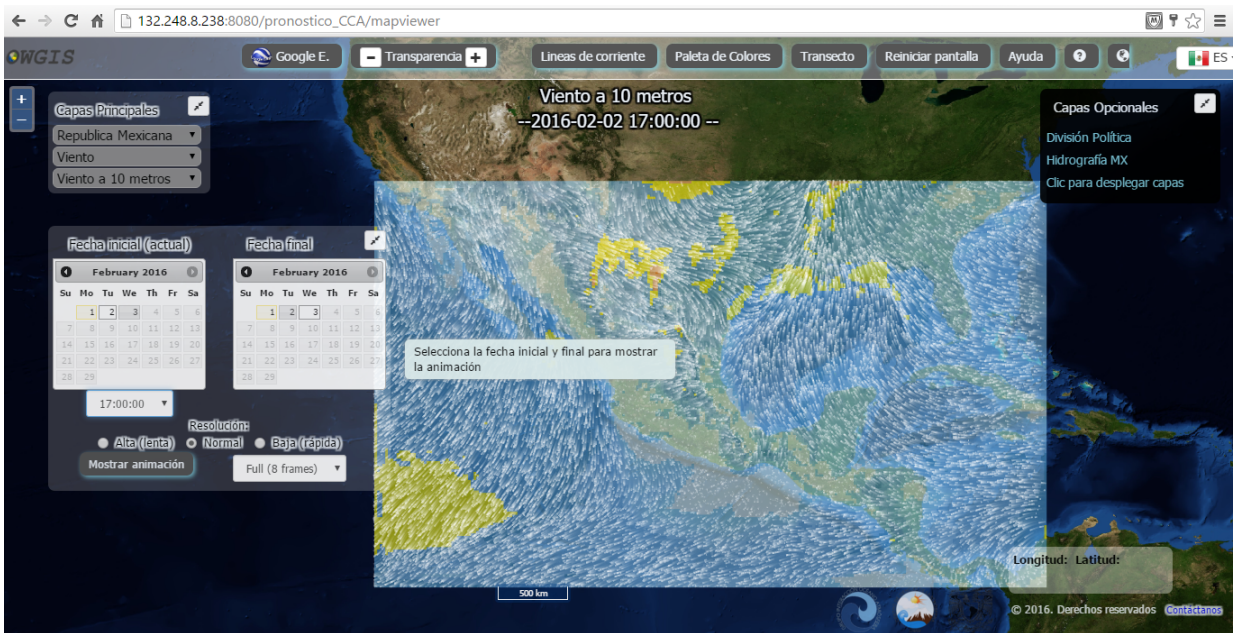 132.248.8.238:8080/pronostico_CCA/mapviewer
OWGIS
Google E.
Transparencia
Lineas de corriente
Paleta de Colores
Transecto
Reiniciar pantalla
Ayuda
?
ES
+
−
Capas Principales
Republica Mexicana
Viento
Viento a 10 metros
Viento a 10 metros
--2016-02-02 17:00:00 --
Capas Opcionales
División Política
Hidrografía MX
Clic para desplegar capas
Fecha inicial (actual)
February 2016
Su Mo Tu We Th Fr Sa
1 2 3 4 5 6
7 8 9 10 11 12 13
14 15 16 17 18 19 20
21 22 23 24 25 26 27
28 29
17:00:00
Fecha final
February 2016
Su Mo Tu We Th Fr Sa
1 2 3 4 5 6
7 8 9 10 11 12 13
14 15 16 17 18 19 20
21 22 23 24 25 26 27
28 29
Selecciona la fecha inicial y final para mostrar
la animación
Resolución:
Alta (lenta) Normal Baja (rápida)
Mostrar animación
Full (8 frames)
500 km
Longitud: Latitud:
© 2016. Derechos reservados Contáctanos